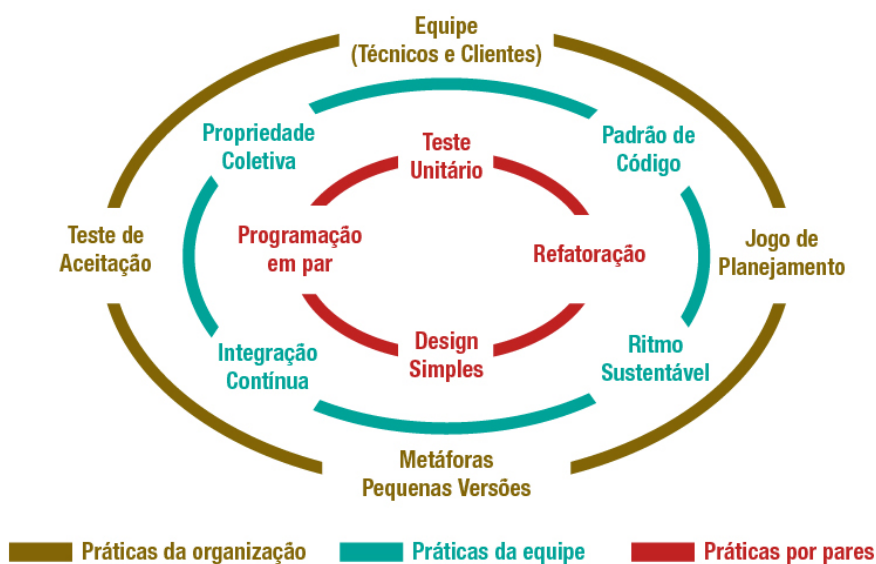 Equipe
(Técnicos e Clientes)
Propriedade
Coletiva
Teste
Unitário
Padrão de
Código
Teste de
Aceitação
Programação
em par
Refatoração
Jogo de
Planejamento
Integração
Contínua
Design
Simples
Ritmo
Sustentável
Metáforas
Pequenas Versões
Práticas da organização
Práticas da equipe
Práticas por pares